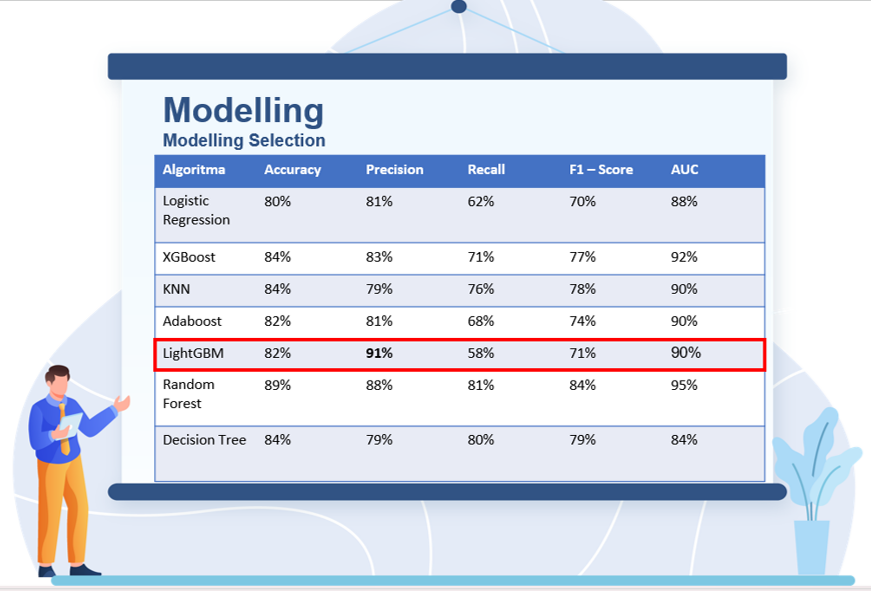 Modelling
Modelling Selection
Algoritma Accuracy Precision Recall F1 – Score AUC
Logistic Regression 80% 81% 62% 70% 88%
XGBoost 84% 83% 71% 77% 92%
KNN 84% 79% 76% 78% 90%
Adaboost 82% 81% 68% 74% 90%
LightGBM 82% 91% 58% 71% 90%
Random Forest 89% 88% 81% 84% 95%
Decision Tree 84% 79% 80% 79% 84%